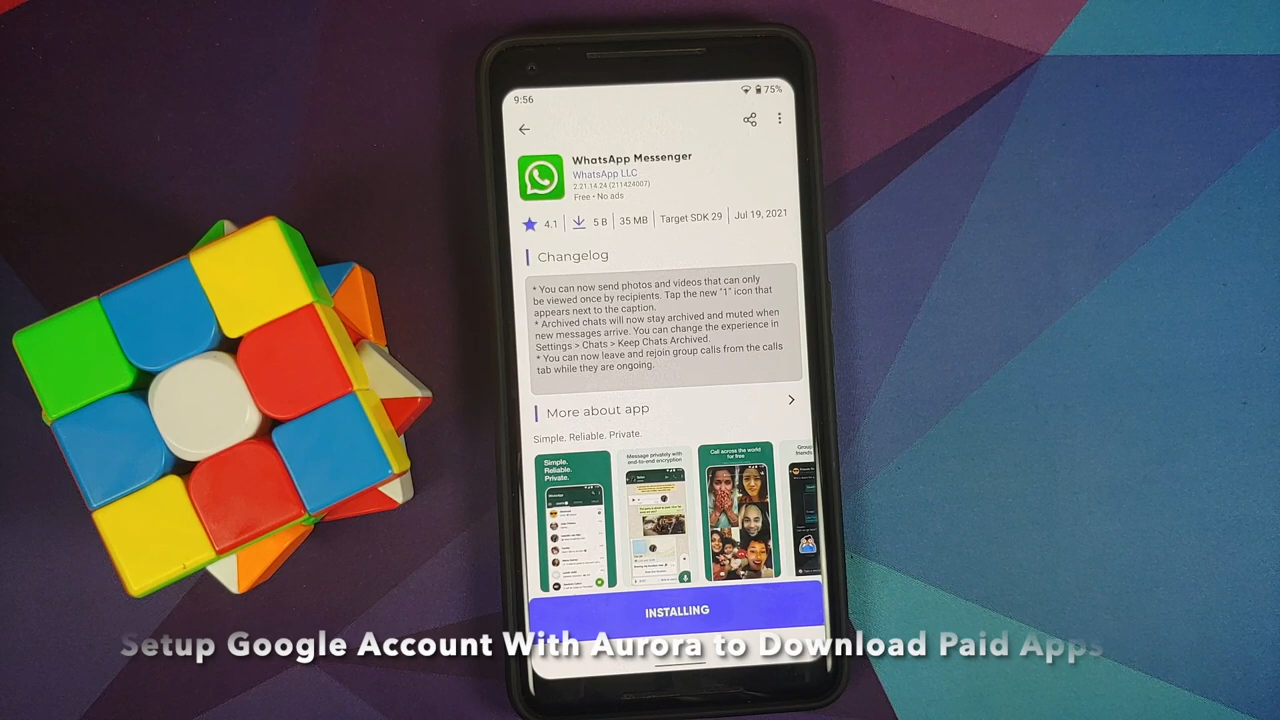 9:56
75%
WhatsApp Messenger
WhatsApp LLC
2.21.14.24 (211424007)
Free • No ads
4.1
5 B
35 MB
Target SDK 29
Jul 19, 2021
Changelog
* You can now send photos and videos that can only
be viewed once by recipients. Tap the new "1" icon that
appears next to the caption.
* Archived chats will now stay archived and muted when
new messages arrive. You can change the experience in
Settings > Chats > Keep Chats Archived.
* You can now leave and rejoin group calls from the calls
tab while they are ongoing.
More about app
Simple. Reliable. Private.
Simple.
Reliable.
Private.
WhatsApp
Message privately with
end-to-end encryption
Call across the world
for free
Group
friends
INSTALLING
Setup Google Account With Aurora to Download Paid Apps